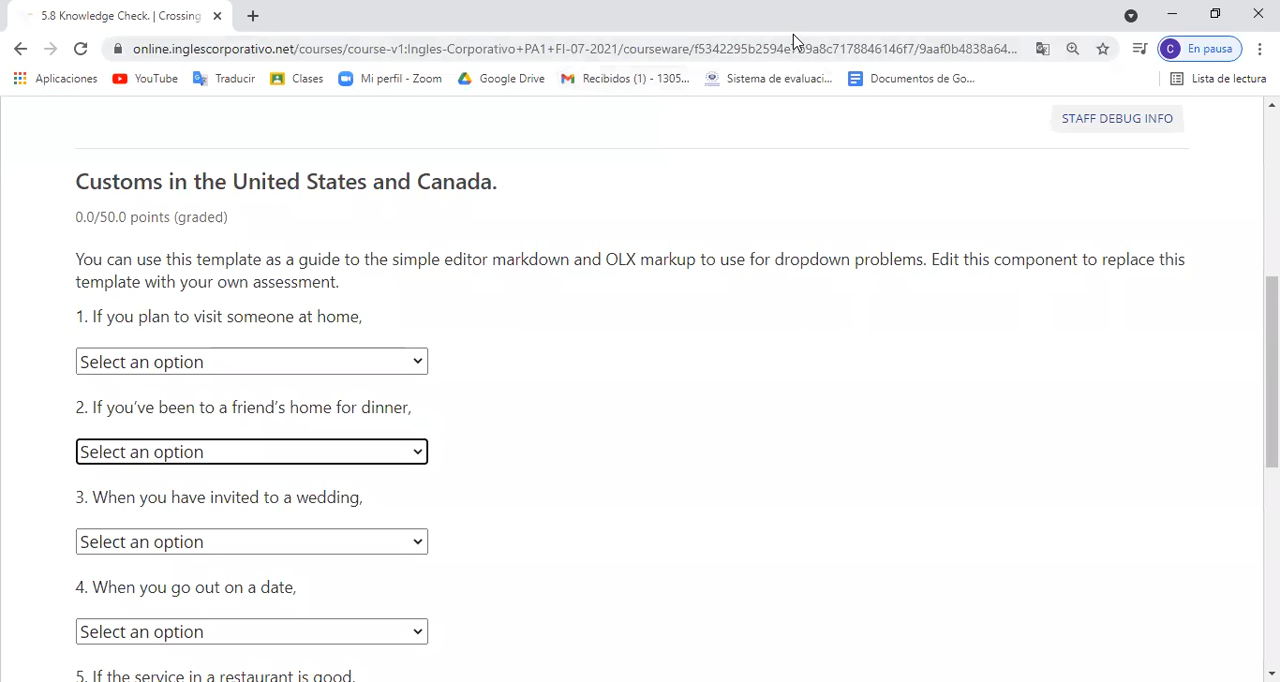 5.8 Knowledge Check. | Crossing
online.inglescorporativo.net/courses/course-v1:Ingles-Corporativo+PA1+FI-07-2021/courseware/
C En pausa
Aplicaciones YouTube Traducir Clases Mi perfil - Zoom Google Drive Recibidos (1) - 1305... Sistema de evaluaci... Documentos de Go... Lista de lectura
STAFF DEBUG INFO
Customs in the United States and Canada.
0.0/50.0 points (graded)
You can use this template as a guide to the simple editor markdown and OLX markup to use for dropdown problems. Edit this component to replace this
template with your own assessment.
1. If you plan to visit someone at home,
Select an option
2. If you’ve been to a friend’s home for dinner,
Select an option
3. When you have invited to a wedding,
Select an option
4. When you go out on a date,
Select an option
5. If the service in a restaurant is good,